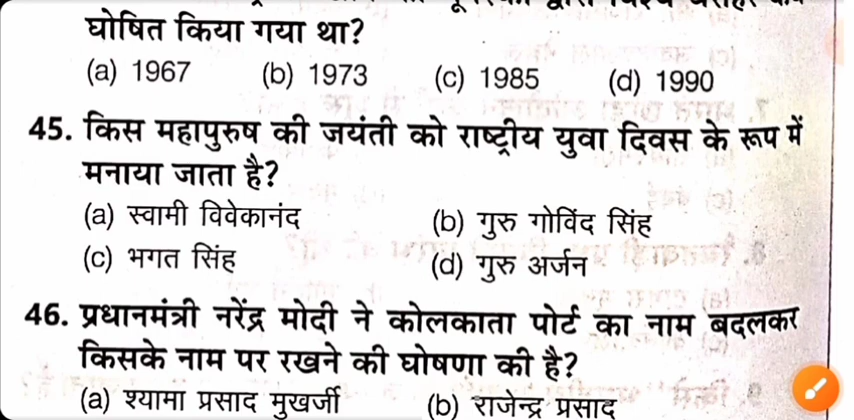 घोषित किया गया था?
(a) 1967 (b) 1973 (c) 1985 (d) 1990
45. किस महापुरुष की जयंती को राष्ट्रीय युवा दिवस के रूप में
मनाया जाता है?
(a) स्वामी विवेकानंद (b) गुरु गोविंद सिंह
(c) भगत सिंह (d) गुरु अर्जन
46. प्रधानमंत्री नरेंद्र मोदी ने कोलकाता पोर्ट का नाम बदलकर
किसके नाम पर रखने की घोषणा की है?
(a) श्यामा प्रसाद मुखर्जी (b) राजेन्द्र प्रसाद